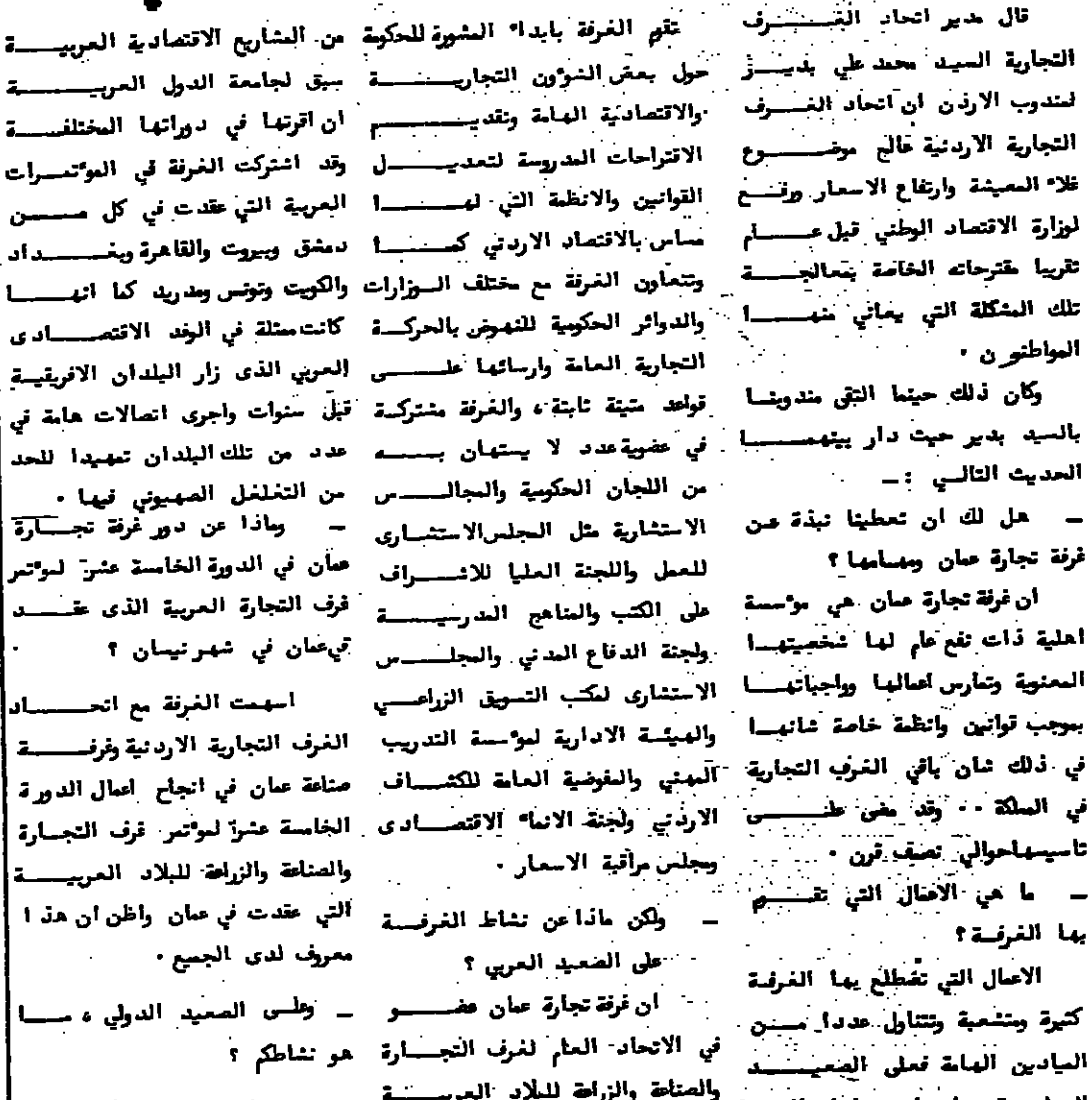 قال مدير اتحاد الغرف
التجارية السيد محمد علي بدير
لمندوب الاردن ان اتحاد الغرف
التجارية الاردنية عالج موضوع
غلاء المعيشة وارتفاع الاسعار ورفع
لوزارة الاقتصاد الوطني قبل عام
تقريبا مقترحاته الخاصة بمعالجة
تلك المشكلة التي يعاني منها
المواطنون ٠
وكان ذلك حينما التقى مندوبنا
بالسيد بدير حيث دار بينهما
الحديث التالي :ـ
ـ هل لك ان تعطينا نبذة عن
غرفة تجارة عمان ومهامها ؟
ان غرفة تجارة عمان هي مؤسسة
اهلية ذات نفع عام لها شخصيتها
المعنوية وتمارس اعمالها وواجباتها
بموجب قوانين وانظمة خاصة شانها
في ذلك شان باقي الغرف التجارية
في المملكة ٠٠ وقد مضى على
تاسيسها حوالي نصف قرن ٠
ـ ما هي الاعمال التي تقوم
بها الغرفة ؟
الاعمال التي تضطلع بها الغرفة
كثيرة ومتشعبة وتتناول عددا من
الميادين الهامة فعلى الصعيد
تقوم الغرفة بابداء المشورة للحكومة
حول بعض الشؤون التجارية
والاقتصادية الهامة وتقديم
الاقتراحات المدروسة لتعديل
القوانين والانظمة التي لها
مساس بالاقتصاد الاردني كما
وتتعاون الغرفة مع مختلف الوزارات
والدوائر الحكومية للنهوض بالحركة
التجارية العامة وارسائها على
قواعد متينة ثابتة ، والغرفة مشتركة
في عضوية عدد لا يستهان به
من اللجان الحكومية والمجالس
الاستشارية مثل المجلس الاستشارى
للعمل واللجنة العليا للاشراف
على الكتب والمناهج المدرسية
ولجنة الدفاع المدني والمجلس
الاستشارى لمكتب التسويق الزراعي
والهيئة الادارية لمؤسسة التدريب
المهني والمفوضية العامة للكشاف
الاردني ولجنة الانماء الاقتصادى
ومجلس مراقبة الاسعار ٠
ـ ولكن ماذا عن نشاط الغرفة
على الصعيد العربي ؟
ان غرفة تجارة عمان عضو
في الاتحاد العام لغرف التجارة
والصناعة والزراعة للبلاد العربية
من المشاريع الاقتصادية العربية
سبق لجامعة الدول العربية
ان اقرتها في دوراتها المختلفة
وقد اشتركت الغرفة في المؤتمرات
العربية التي عقدت في كل من
دمشق وبيروت والقاهرة وبغداد
والكويت وتونس ومدريد كما انها
كانت ممثلة في الوفد الاقتصادى
العربي الذى زار البلدان الافريقية
قبل سنوات واجرى اتصالات هامة في
عدد من تلك البلدان تمهيدا للحد
من التغلغل الصهيوني فيها ٠
ـ وماذا عن دور غرفة تجارة
عمان في الدورة الخامسة عشرة لمؤتمر
غرف التجارة العربية الذى عقد
في عمان في شهر نيسان ؟
اسهمت الغرفة مع اتحاد
الغرف التجارية الاردنية وغرفة
صناعة عمان في انجاح اعمال الدورة
الخامسة عشرة لمؤتمر غرف التجارة
والصناعة والزراعة للبلاد العربية
التي عقدت في عمان واظن ان هذا
معروف لدى الجميع ٠
ـ وعلى الصعيد الدولي ، ما
هو نشاطكم ؟